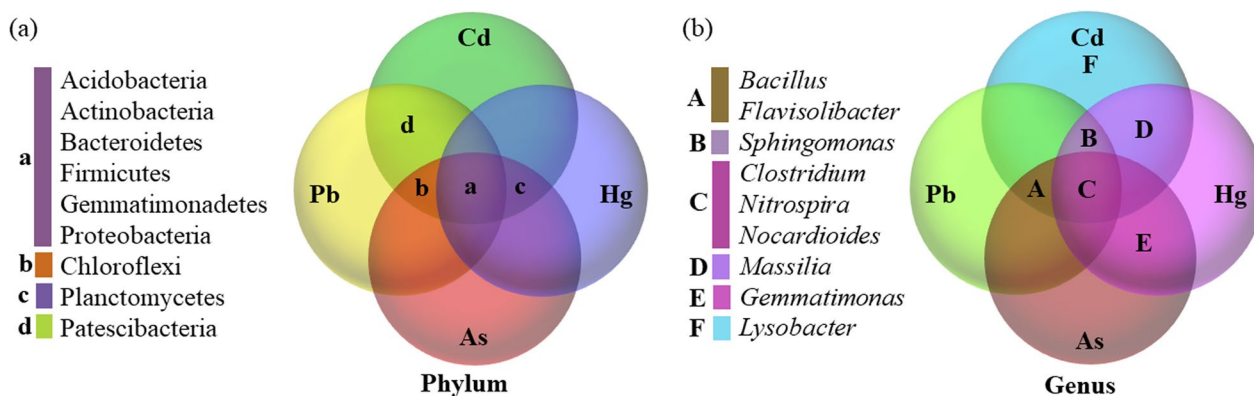 (a)
a
Acidobacteria
Actinobacteria
Bacteroidetes
Firmicutes
Gemmatimonadetes
Proteobacteria
b Chloroflexi
c Planctomycetes
d Patescibacteria
Cd
d
Pb
b
a
c
Hg
As
Phylum
(b)
A
Bacillus
Flavisolibacter
B Sphingomonas
C
Clostridium
Nitrospira
Nocardioides
D Massilia
E Gemmatimonas
F Lysobacter
Cd
F
B
D
Pb
A
C
Hg
E
As
Genus